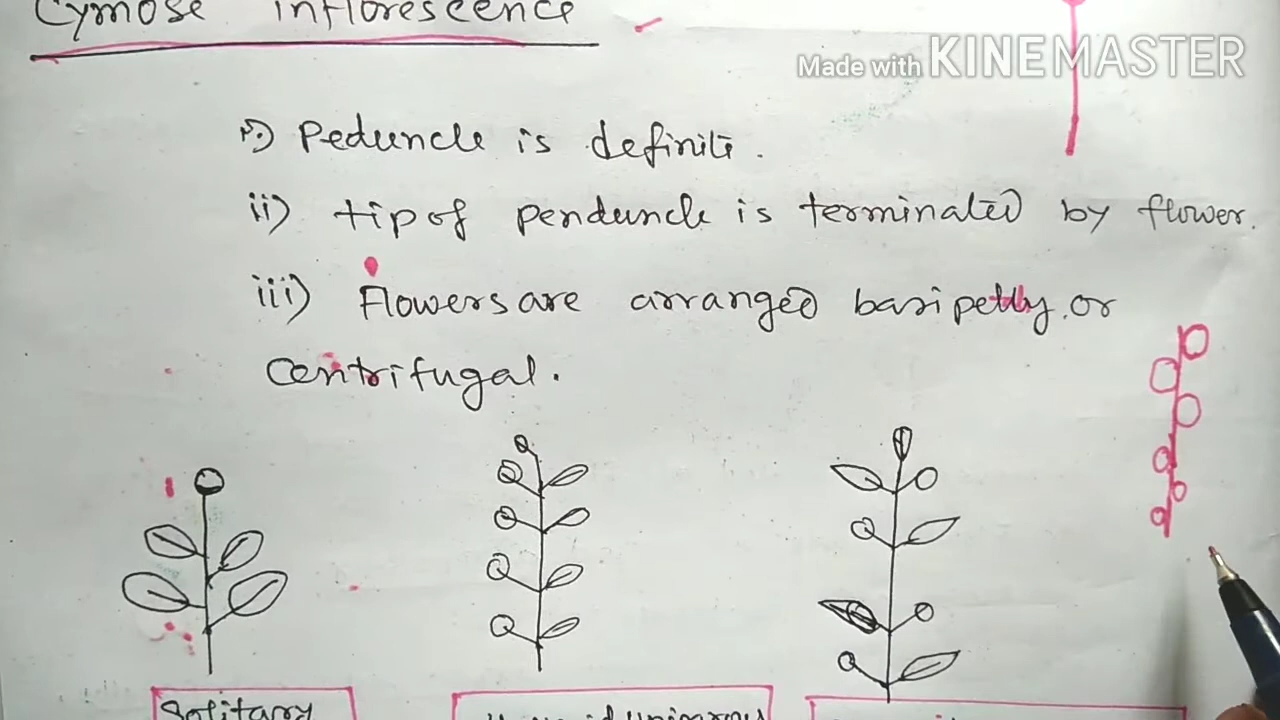 Cymose inflorescence
Made with KINEMASTER
i) Peduncle is definite.
ii) tip of penduncle is terminated by flower.
iii) Flowers are arranged basipetly or
Centrifugal.
Solitary